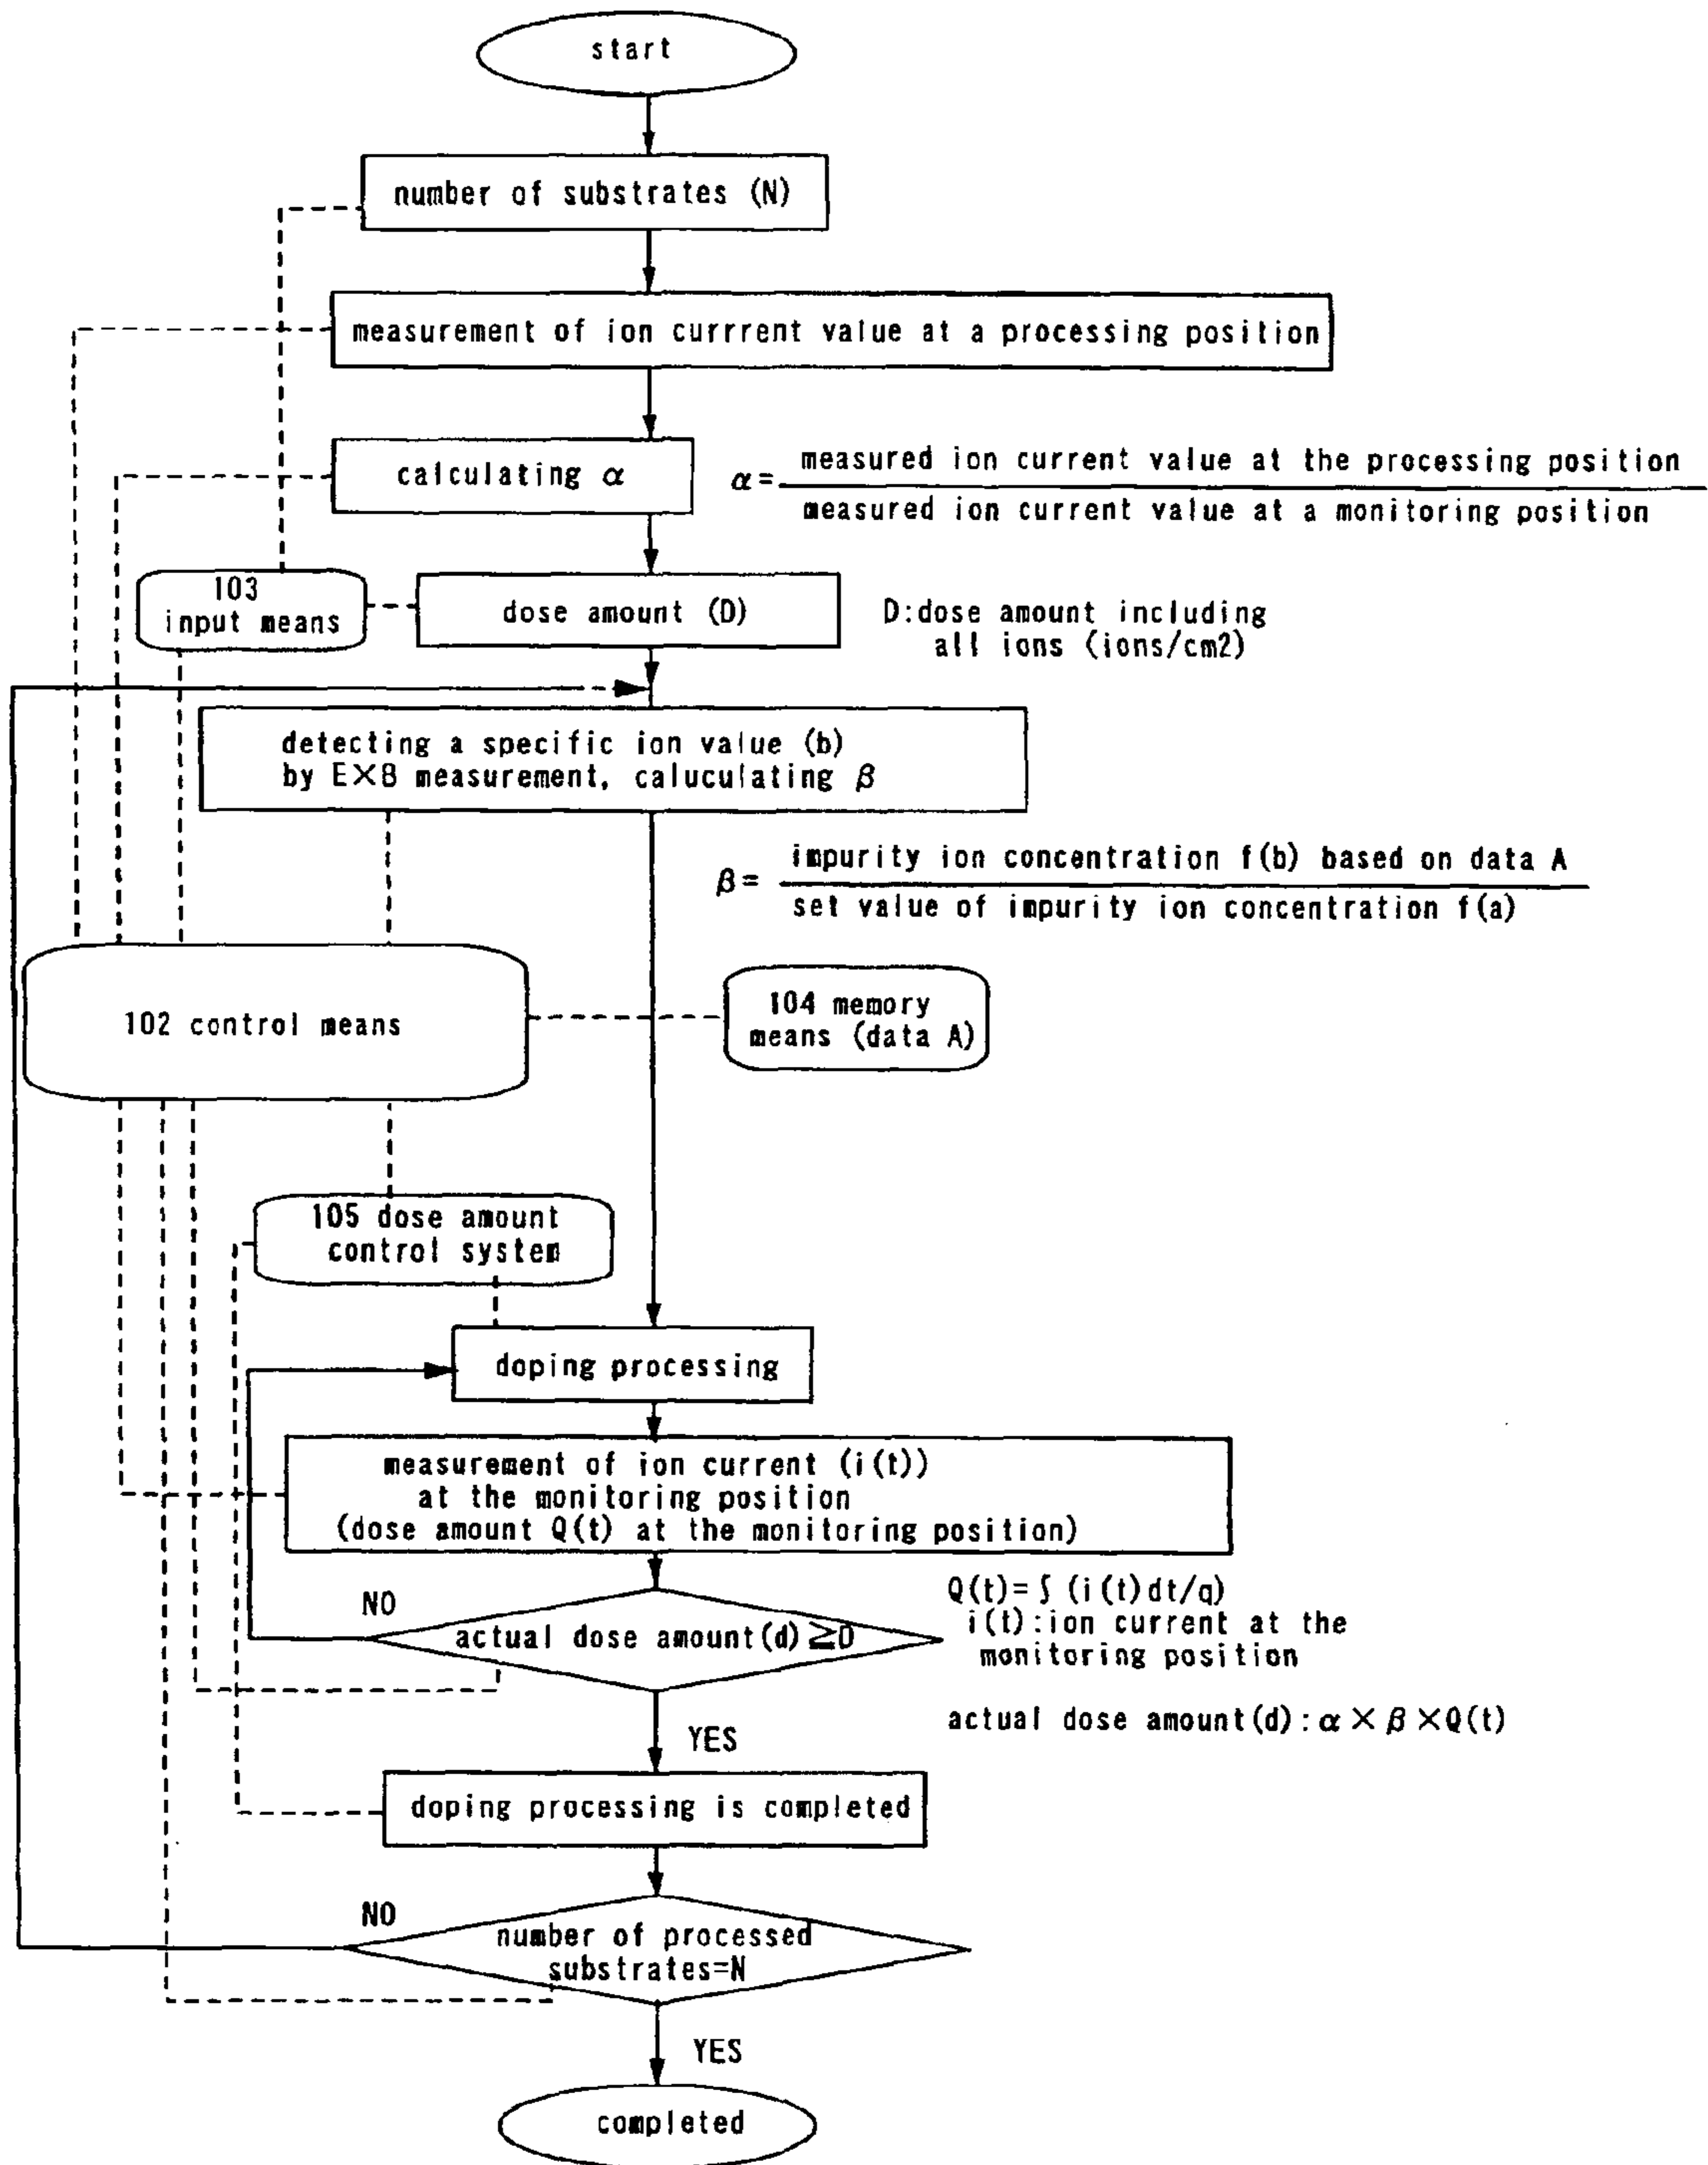 start
number of substrates (N)
measurement of ion currrent value at a processing position
calculating α
α= measured ion current value at the processing position
measured ion current value at a monitoring position
103
input means
dose amount (D)
D:dose amount including
all ions (ions/cm2)
detecting a specific ion value (b)
by E×B measurement, caluculating β
β= impurity ion concentration f(b) based on data A
set value of impurity ion concentration f(a)
102 control means
104 memory
means (data A)
105 dose amount
control system
doping processing
measurement of ion current (i(t))
at the monitoring position
(dose amount Q(t) at the monitoring position)
NO
actual dose amount(d)≧D
Q(t)=∫(i(t)dt/q)
i(t):ion current at the
monitoring position
actual dose amount(d):α×β×Q(t)
YES
doping processing is completed
NO
number of processed
substrates=N
YES
completed